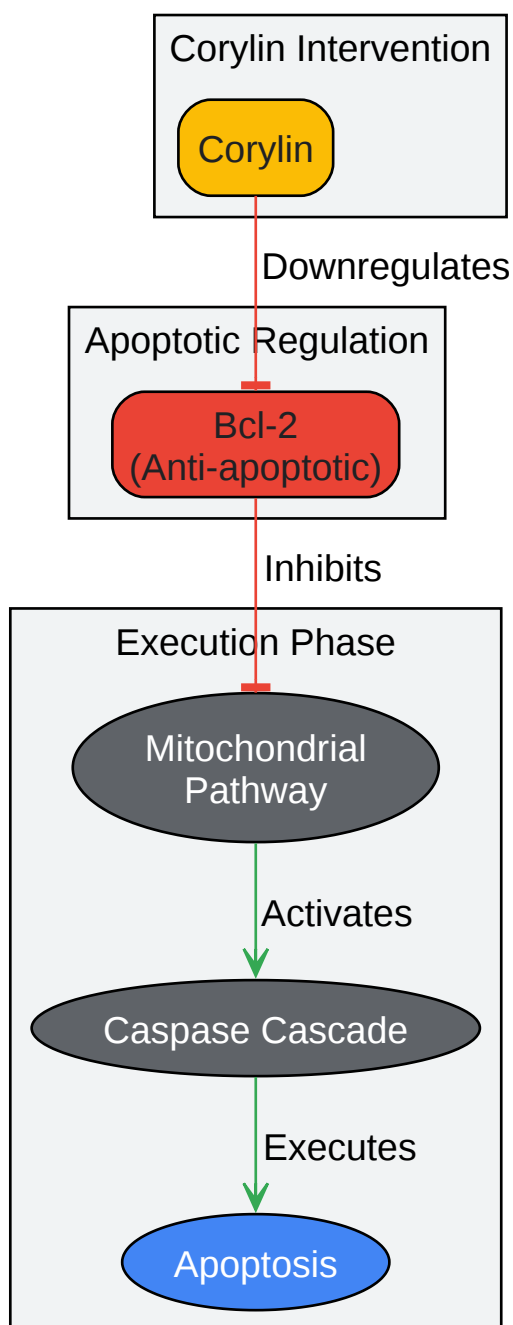 Corylin Intervention
Corylin
Downregulates
Apoptotic Regulation
Bcl-2
(Anti-apoptotic)
Inhibits
Execution Phase
Mitochondrial
Pathway
Activates
Caspase Cascade
Executes
Apoptosis